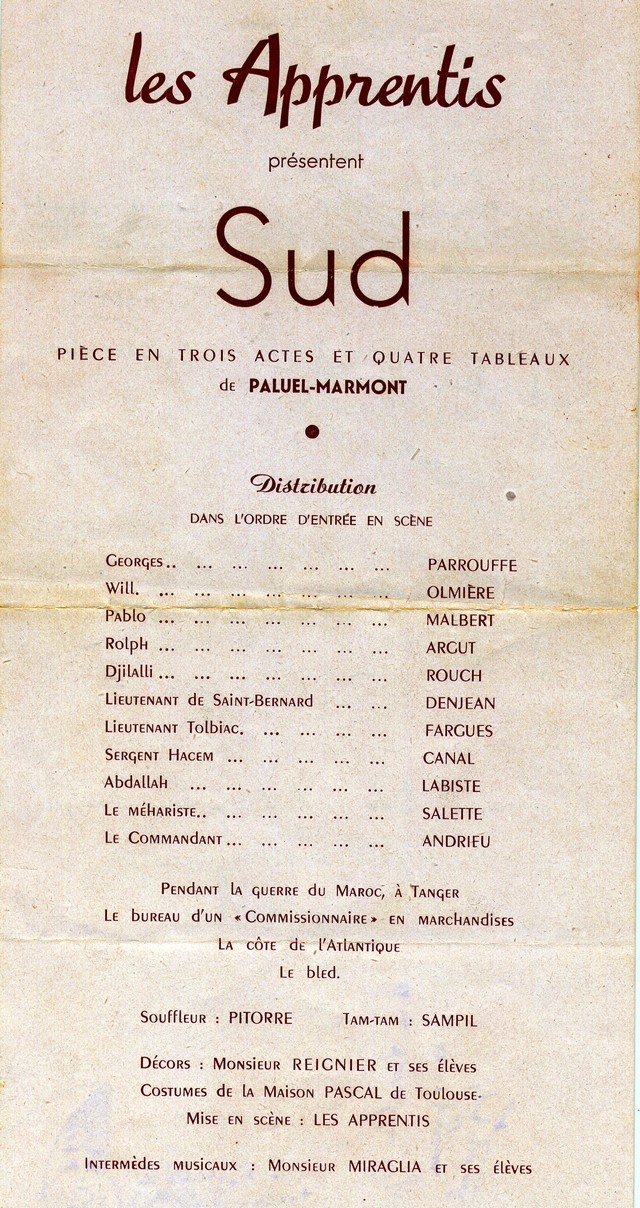 les Apprentis
présentent
Sud
PIÈCE EN TROIS ACTES ET QUATRE TABLEAUX
de PALUEL-MARMONT
Distribution
DANS L'ORDRE D'ENTRÉE EN SCÈNE
Georges.. ... ... ... ... ... ... PARROUFFE
Will. ... ... ... ... ... ... ... OLMIÈRE
Pablo ... ... ... ... ... ... ... MALBERT
Rolph ... ... ... ... ... ... ... ARGUT
Djilalli ... ... ... ... ... ... ... ROUCH
Lieutenant de Saint-Bernard ... ... DENJEAN
Lieutenant Tolbiac. ... ... ... ... FARGUES
Sergent Hacem ... ... ... ... ... CANAL
Abdallah ... ... ... ... ... ... LABISTE
Le méhariste.. ... ... ... ... ... SALETTE
Le Commandant ... ... ... ... ... ANDRIEU
Pendant la guerre du Maroc, à Tanger
Le bureau d'un « Commissionnaire » en marchandises
La côte de l'Atlantique
Le bled.
Souffleur : PITORRE Tam-tam : SAMPIL
Décors : Monsieur REIGNIER et ses élèves
Costumes de la Maison PASCAL de Toulouse-
Mise en scène : LES APPRENTIS
Intermèdes musicaux : Monsieur MIRAGLIA et ses élèves